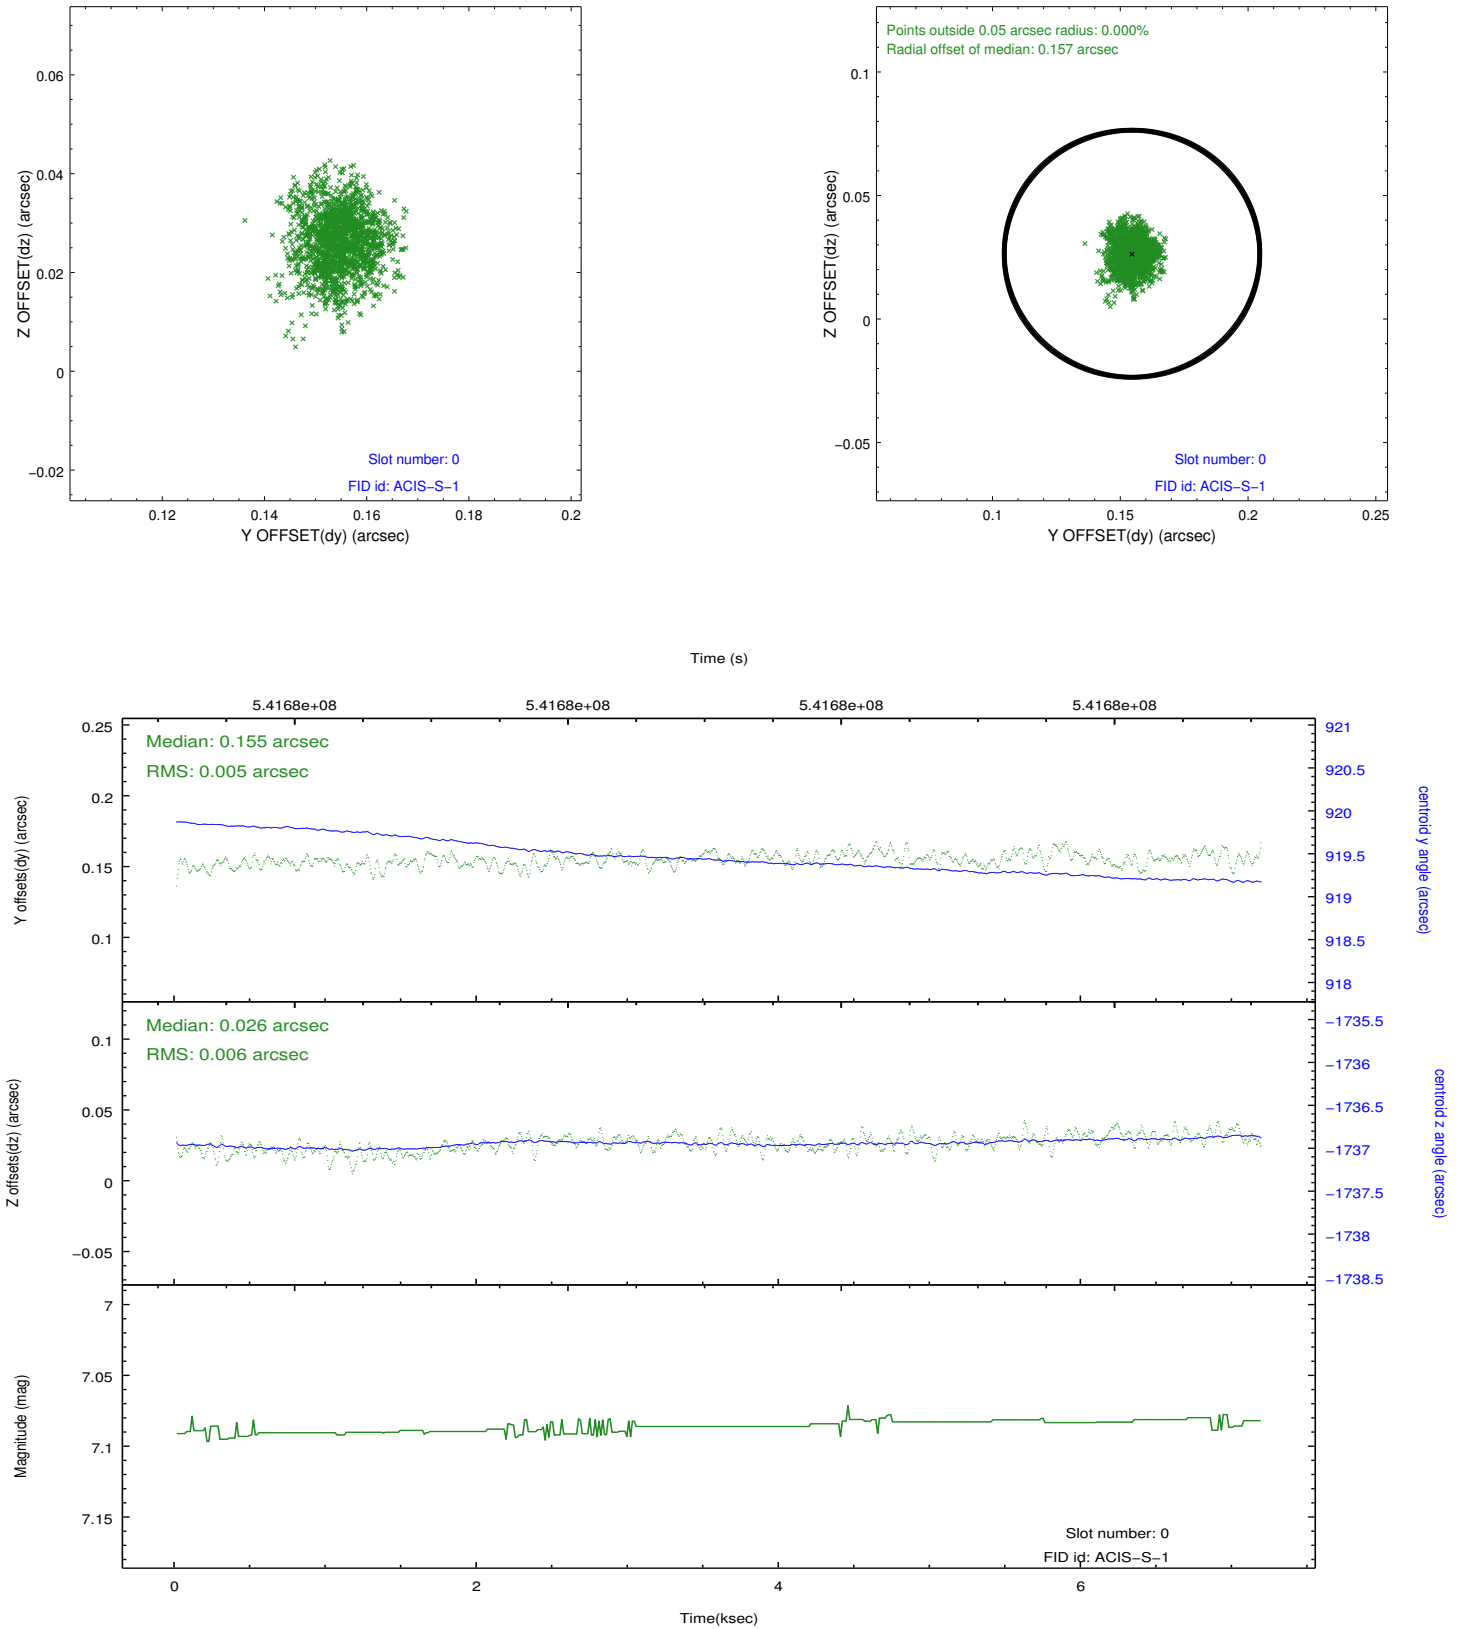 0.06
0.04
0.02
0
−0.02
Z OFFSET(dz) (arcsec)
Slot number: 0
FID id: ACIS−S−1
0.12
0.14
0.16
0.18
0.2
Y OFFSET(dy) (arcsec)
Points outside 0.05 arcsec radius: 0.000%
Radial offset of median: 0.157 arcsec
0.1
0.05
0
−0.05
Z OFFSET(dz) (arcsec)
Slot number: 0
FID id: ACIS−S−1
0.1
0.15
0.2
0.25
Y OFFSET(dy) (arcsec)
Time (s)
5.4168e+08
5.4168e+08
5.4168e+08
5.4168e+08
0.25
0.2
0.15
0.1
Y offsets(dy) (arcsec)
Median: 0.155 arcsec
RMS: 0.005 arcsec
921
920.5
920
919.5
919
918.5
918
centroid y angle (arcsec)
0.1
0.05
0
−0.05
Z offsets(dz) (arcsec)
Median: 0.026 arcsec
RMS: 0.006 arcsec
−1735.5
−1736
−1736.5
−1737
−1737.5
−1738
−1738.5
centroid z angle (arcsec)
7
7.05
7.1
7.15
Magnitude (mag)
Slot number: 0
FID id: ACIS−S−1
0
2
4
6
Time(ksec)